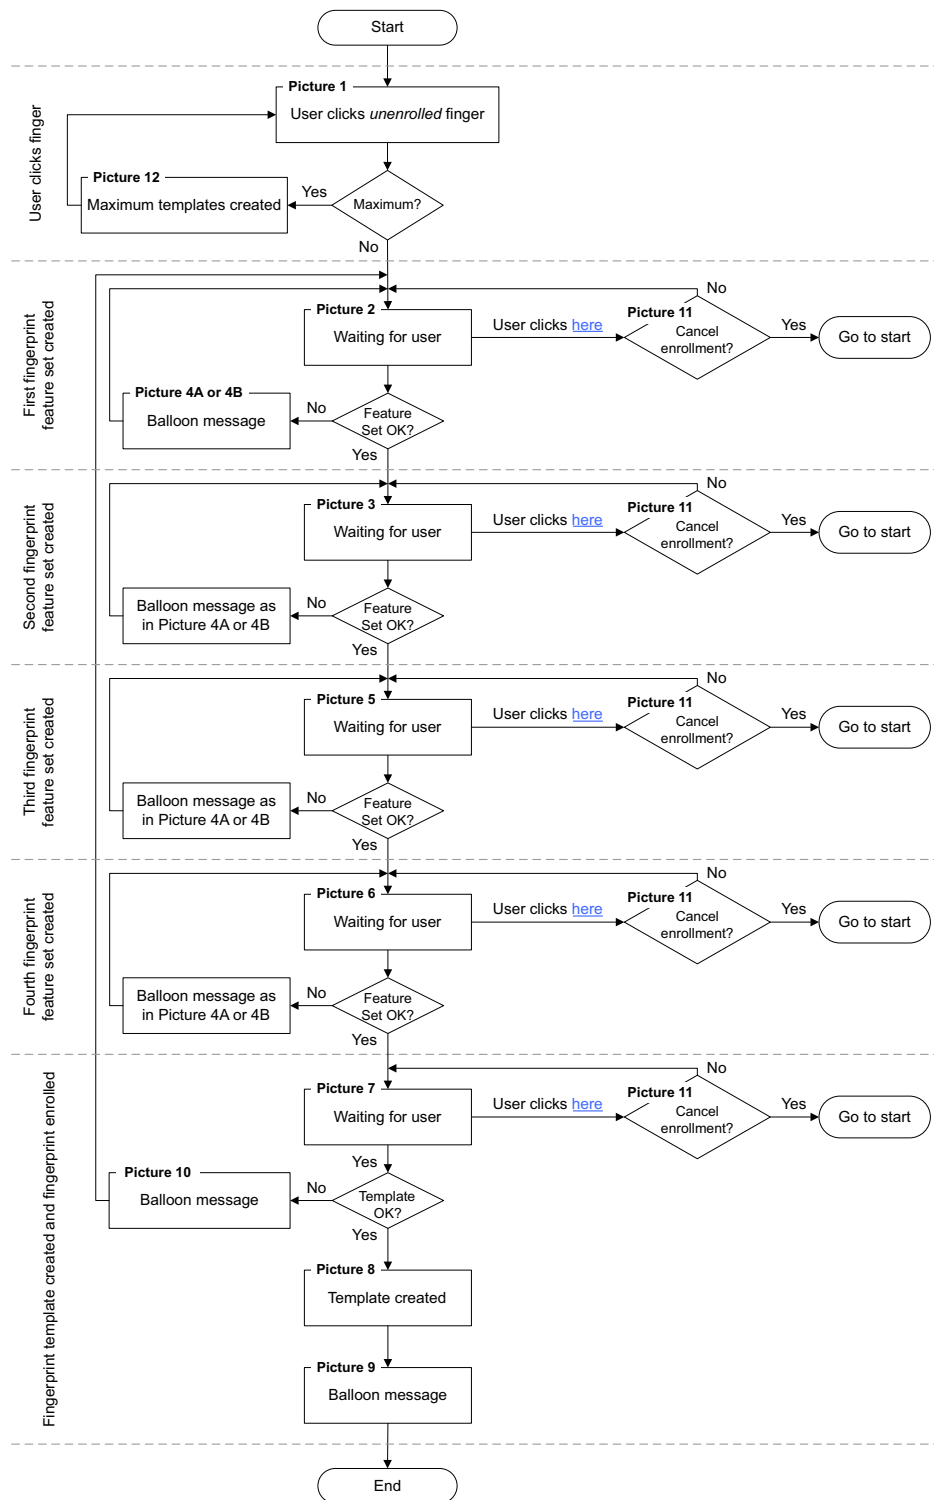 Start
User clicks finger
Picture 1
User clicks unenrolled finger
Picture 12
Maximum templates created
Yes
Maximum?
No
First fingerprint
feature set created
No
Picture 2
Waiting for user
User clicks here
Picture 11
Cancel
enrollment?
Yes
Go to start
Picture 4A or 4B
Balloon message
No
Feature
Set OK?
Yes
Second fingerprint
feature set created
No
Picture 3
Waiting for user
User clicks here
Picture 11
Cancel
enrollment?
Yes
Go to start
Balloon message as
in Picture 4A or 4B
No
Feature
Set OK?
Yes
Third fingerprint
feature set created
No
Picture 5
Waiting for user
User clicks here
Picture 11
Cancel
enrollment?
Yes
Go to start
Balloon message as
in Picture 4A or 4B
No
Feature
Set OK?
Yes
Fourth fingerprint
feature set created
No
Picture 6
Waiting for user
User clicks here
Picture 11
Cancel
enrollment?
Yes
Go to start
Balloon message as
in Picture 4A or 4B
No
Feature
Set OK?
Yes
Fingerprint template created and fingerprint enrolled
No
Picture 7
Waiting for user
User clicks here
Picture 11
Cancel
enrollment?
Yes
Go to start
Yes
Picture 10
Balloon message
No
Template
OK?
Yes
Picture 8
Template created
Picture 9
Balloon message
End